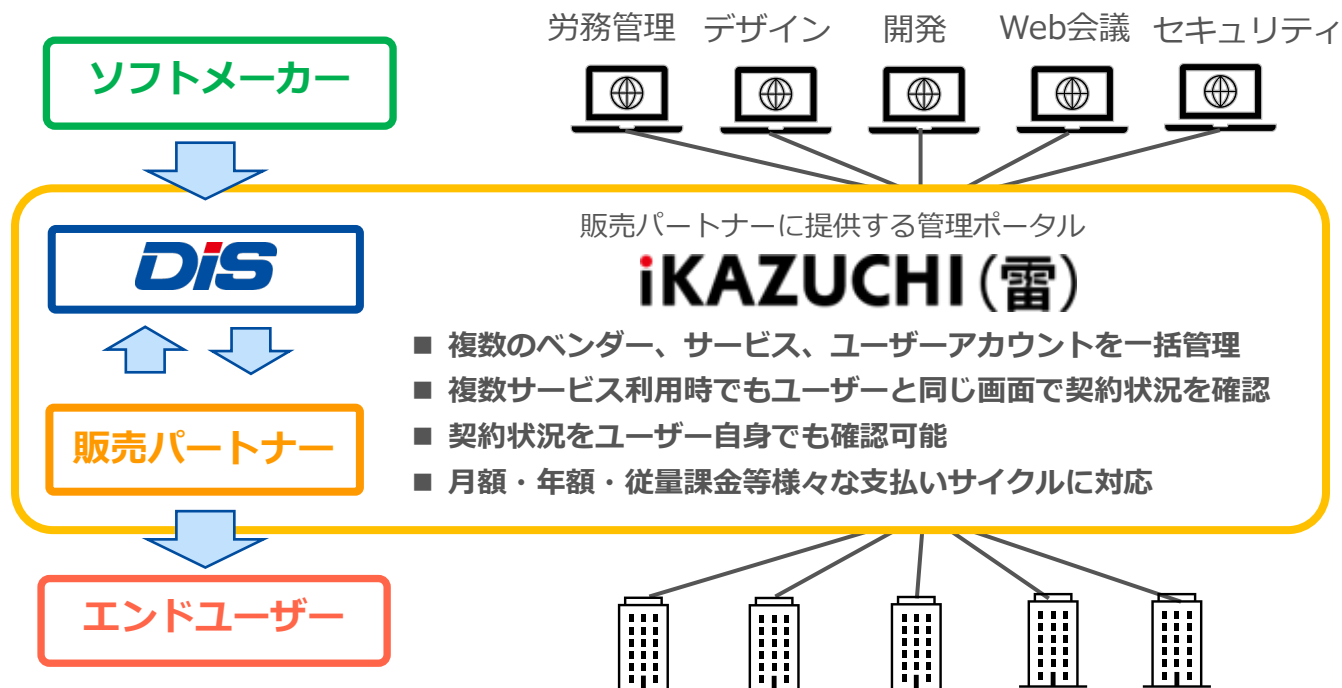 労務管理 デザイン 開発 Web会議 セキュリティ
ソフトメーカー
DiS
販売パートナー
エンドユーザー
販売パートナーに提供する管理ポータル
iKAZUCHI(雷)
■ 複数のベンダー、サービス、ユーザーアカウントを一括管理
■ 複数サービス利用時でもユーザーと同じ画面で契約状況を確認
■ 契約状況をユーザー自身でも確認可能
■ 月額・年額・従量課金等様々な支払いサイクルに対応